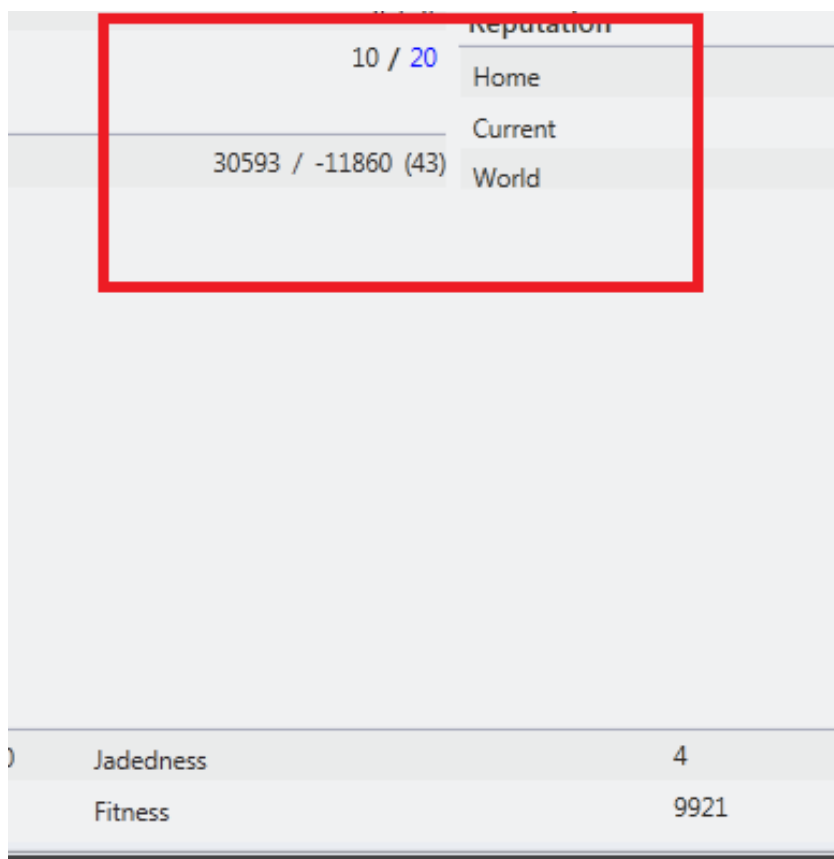 Reputation
10 / 20
Home
Current
30593 / -11860 (43)
World
Jadedness 4
Fitness 9921